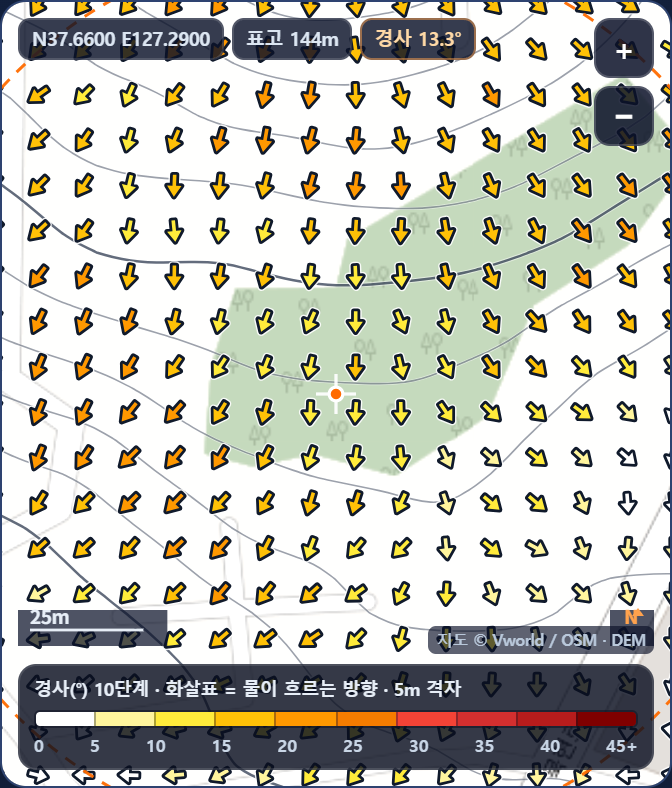 N37.6600 E127.2900
표고 144m
경사 13.3°
+
−
25m
N
지도 © Vworld / OSM · DEM
경사(°) 10단계 · 화살표 = 물이 흐르는 방향 · 5m 격자
0 5 10 15 20 25 30 35 40 45+